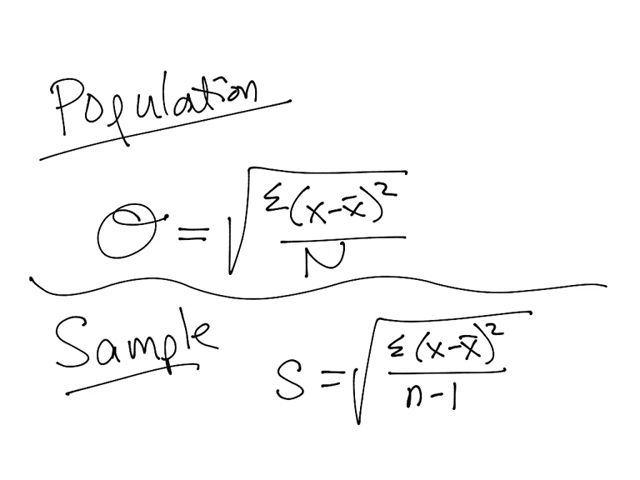 Population
σ = √(Σ(x-x̄)²/N)
Sample
S = √(Σ(x-x̄)²/n-1)